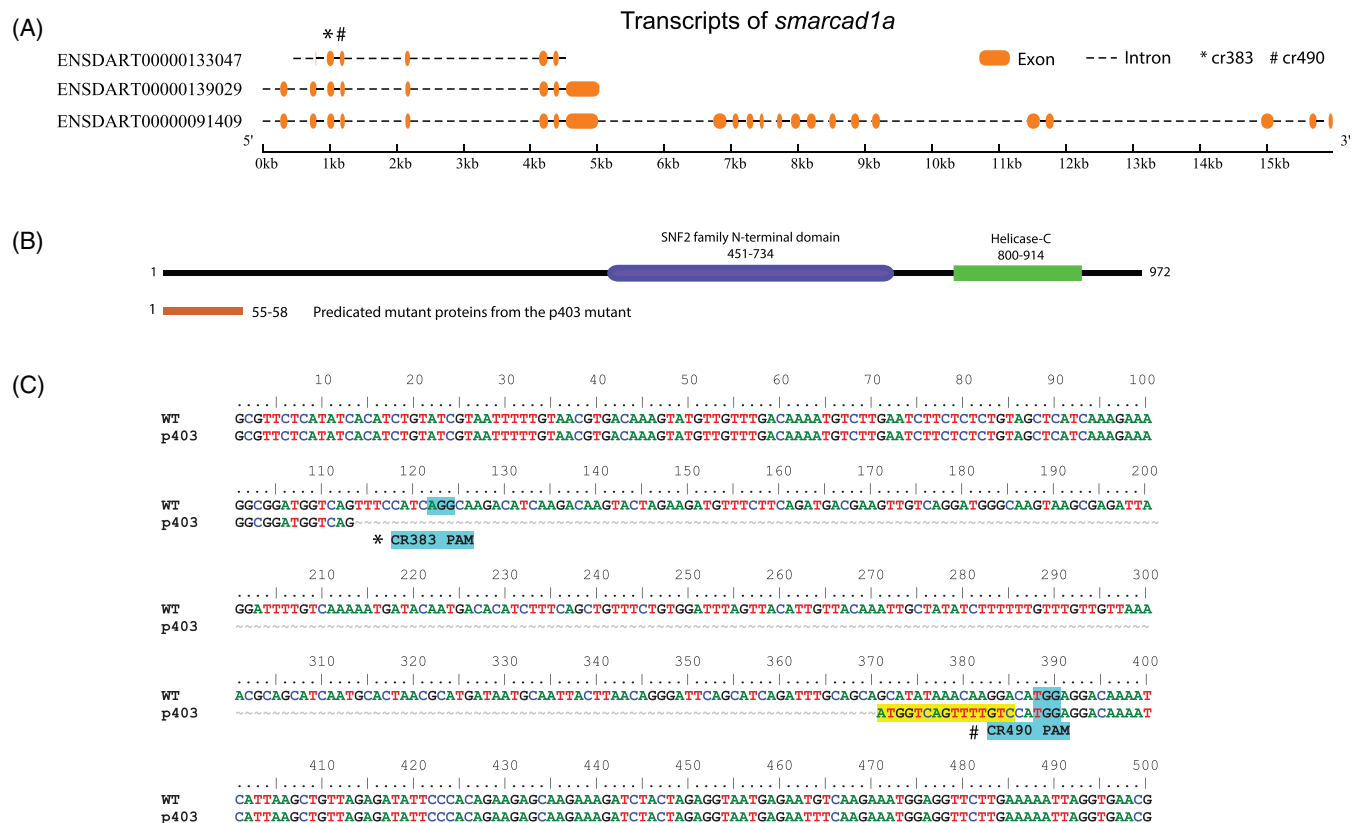 (A)
Transcripts of smarcad1a
* #
ENSDART00000133047
Exon
Intron
* cr383
# cr490
ENSDART00000139029
ENSDART00000091409
5'
3'
0kb 1kb 2kb 3kb 4kb 5kb 6kb 7kb 8kb 9kb 10kb 11kb 12kb 13kb 14kb 15kb
(B)
SNF2 family N-terminal domain
451-734
Helicase-C
800-914
1
972
1
55-58 Predicated mutant proteins from the p403 mutant
(C)
10 20 30 40 50 60 70 80 90 100
WT GCGTTCTCATATCACATCTGTATCGTAATTTTTGTAACGTGACAAAGTATGTTGTTTGACAAAATGTCTTGAATCTTCTCTCTGTAGCTCATCAAAGAAA
p403 GCGTTCTCATATCACATCTGTATCGTAATTTTTGTAACGTGACAAAGTATGTTGTTTGACAAAATGTCTTGAATCTTCTCTCTGTAGCTCATCAAAGAAA
110 120 130 140 150 160 170 180 190 200
WT GGCGGATGGTCAGTTTCCATCAGGCAAGACATCAAGACAAGTACTAGAAGATGTTTCTTCAGATGACGAAGTTGTCAGGATGGGCAAGTAAGCGAGATTA
p403 GGCGGATGGTCAG
* CR383 PAM
210 220 230 240 250 260 270 280 290 300
WT GGATTTTGTCAAAAATGATACAATGACACATCTTTCAGCTGTTTCTGTGGATTTAGTTACATTGTTACAAATTGCTATATCTTTTTTGTTTGTTGTTAAA
p403
310 320 330 340 350 360 370 380 390 400
WT ACGCAGCATCAATGCACTAACGCATGATAATGCAATTACTTAACAGGGATTCAGCATCAGATTTGCAGCAGCATATAAACAAGGACATGGAGGACAAAAT
p403 ATGGTCAGTTTTGTCCATGGAGGACAAAAT
# CR490 PAM
410 420 430 440 450 460 470 480 490 500
WT CATTAAGCTGTTAGAGATATTCCCACAGAAGAGCAAGAAAGATCTACTAGAGGTAATGAGAATGTCAAGAAATGGAGGTTCTTGAAAAATTAGGTGAACG
p403 CATTAAGCTGTTAGAGATATTCCCACAGAAGAGCAAGAAAGATCTACTAGAGGTAATGAGAATTTCAAGAAATGGAGGTTCTTGAAAAATTAGGTGAACG